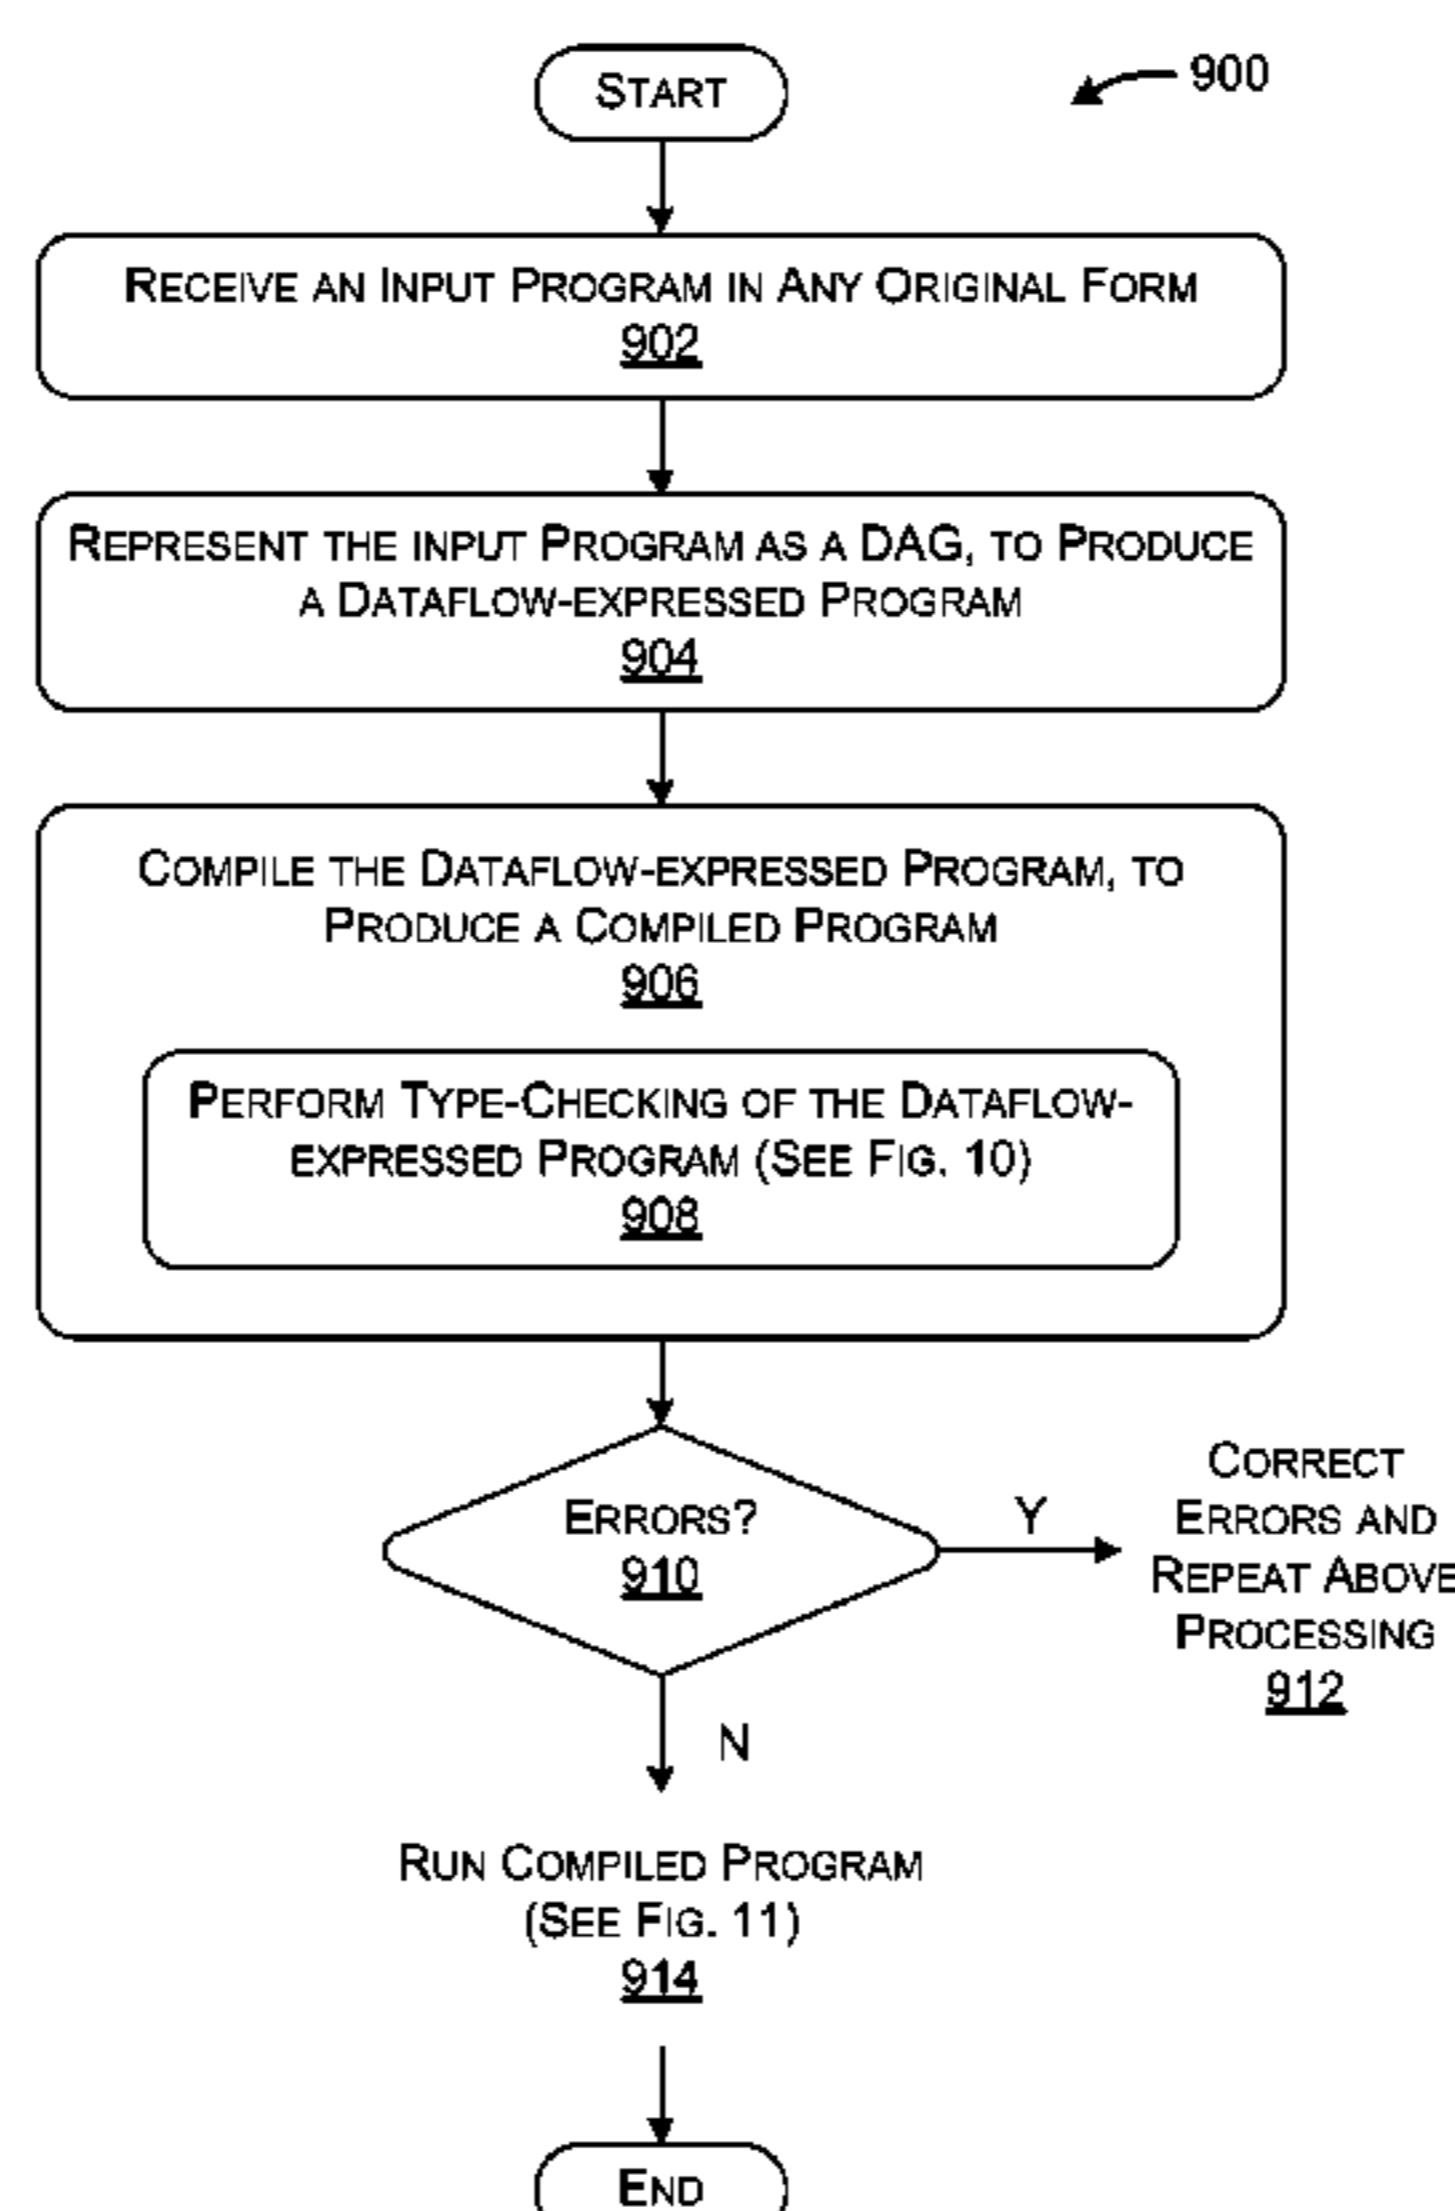 START
900
RECEIVE AN INPUT PROGRAM IN ANY ORIGINAL FORM
902
REPRESENT THE INPUT PROGRAM AS A DAG, TO PRODUCE
A DATAFLOW-EXPRESSED PROGRAM
904
COMPILE THE DATAFLOW-EXPRESSED PROGRAM, TO
PRODUCE A COMPILED PROGRAM
906
PERFORM TYPE-CHECKING OF THE DATAFLOW-
EXPRESSED PROGRAM (SEE FIG. 10)
908
ERRORS?
910
Y
CORRECT
ERRORS AND
REPEAT ABOVE
PROCESSING
912
N
RUN COMPILED PROGRAM
(SEE FIG. 11)
914
END